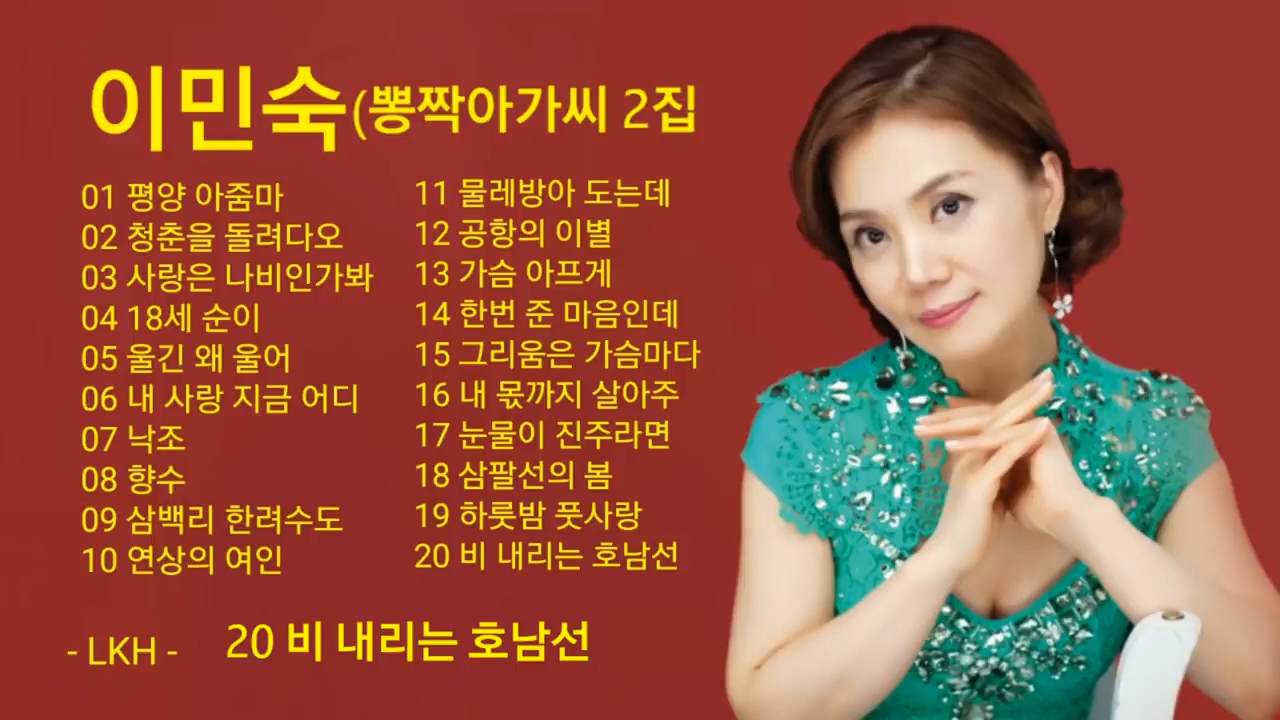 이민숙(뽕짝아가씨 2집
01 평양 아줌마
02 청춘을 돌려다오
03 사랑은 나비인가봐
04 18세 순이
05 울긴 왜 울어
06 내 사랑 지금 어디
07 낙조
08 향수
09 삼백리 한려수도
10 연상의 여인
11 물레방아 도는데
12 공항의 이별
13 가슴 아프게
14 한번 준 마음인데
15 그리움은 가슴마다
16 내 몫까지 살아주
17 눈물이 진주라면
18 삼팔선의 봄
19 하룻밤 풋사랑
20 비 내리는 호남선
- LKH -
20 비 내리는 호남선